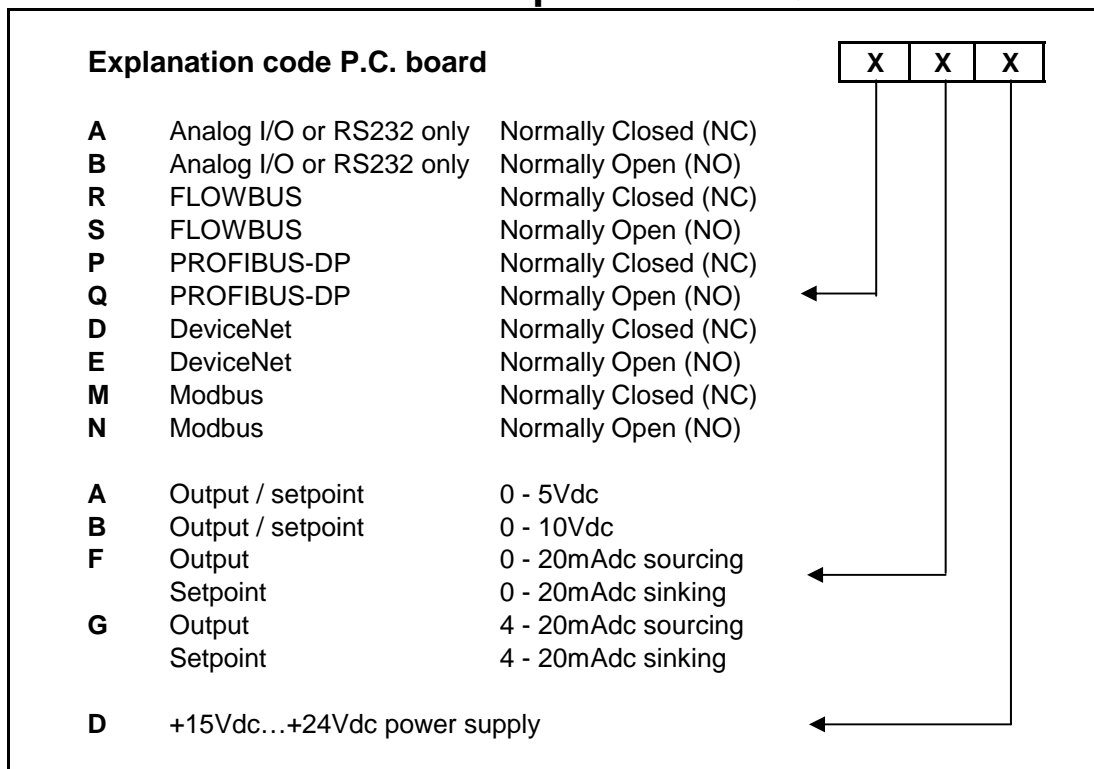 Explanation code P.C. board X X X
A Analog I/O or RS232 only Normally Closed (NC)
B Analog I/O or RS232 only Normally Open (NO)
R FLOWBUS Normally Closed (NC)
S FLOWBUS Normally Open (NO)
P PROFIBUS-DP Normally Closed (NC)
Q PROFIBUS-DP Normally Open (NO)
D DeviceNet Normally Closed (NC)
E DeviceNet Normally Open (NO)
M Modbus Normally Closed (NC)
N Modbus Normally Open (NO)
A Output / setpoint 0 - 5Vdc
B Output / setpoint 0 - 10Vdc
F Output 0 - 20mAdc sourcing
Setpoint 0 - 20mAdc sinking
G Output 4 - 20mAdc sourcing
Setpoint 4 - 20mAdc sinking
D +15Vdc…+24Vdc power supply